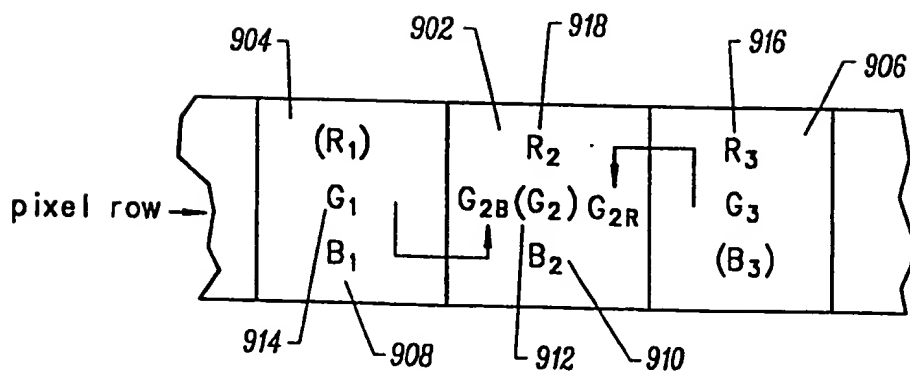 904 902 918 916 906
(R₁) R₂ R₃
pixel row G₁ G₂B(G₂) G₂R G₃
B₁ B₂ (B₃)
914 908 912 910